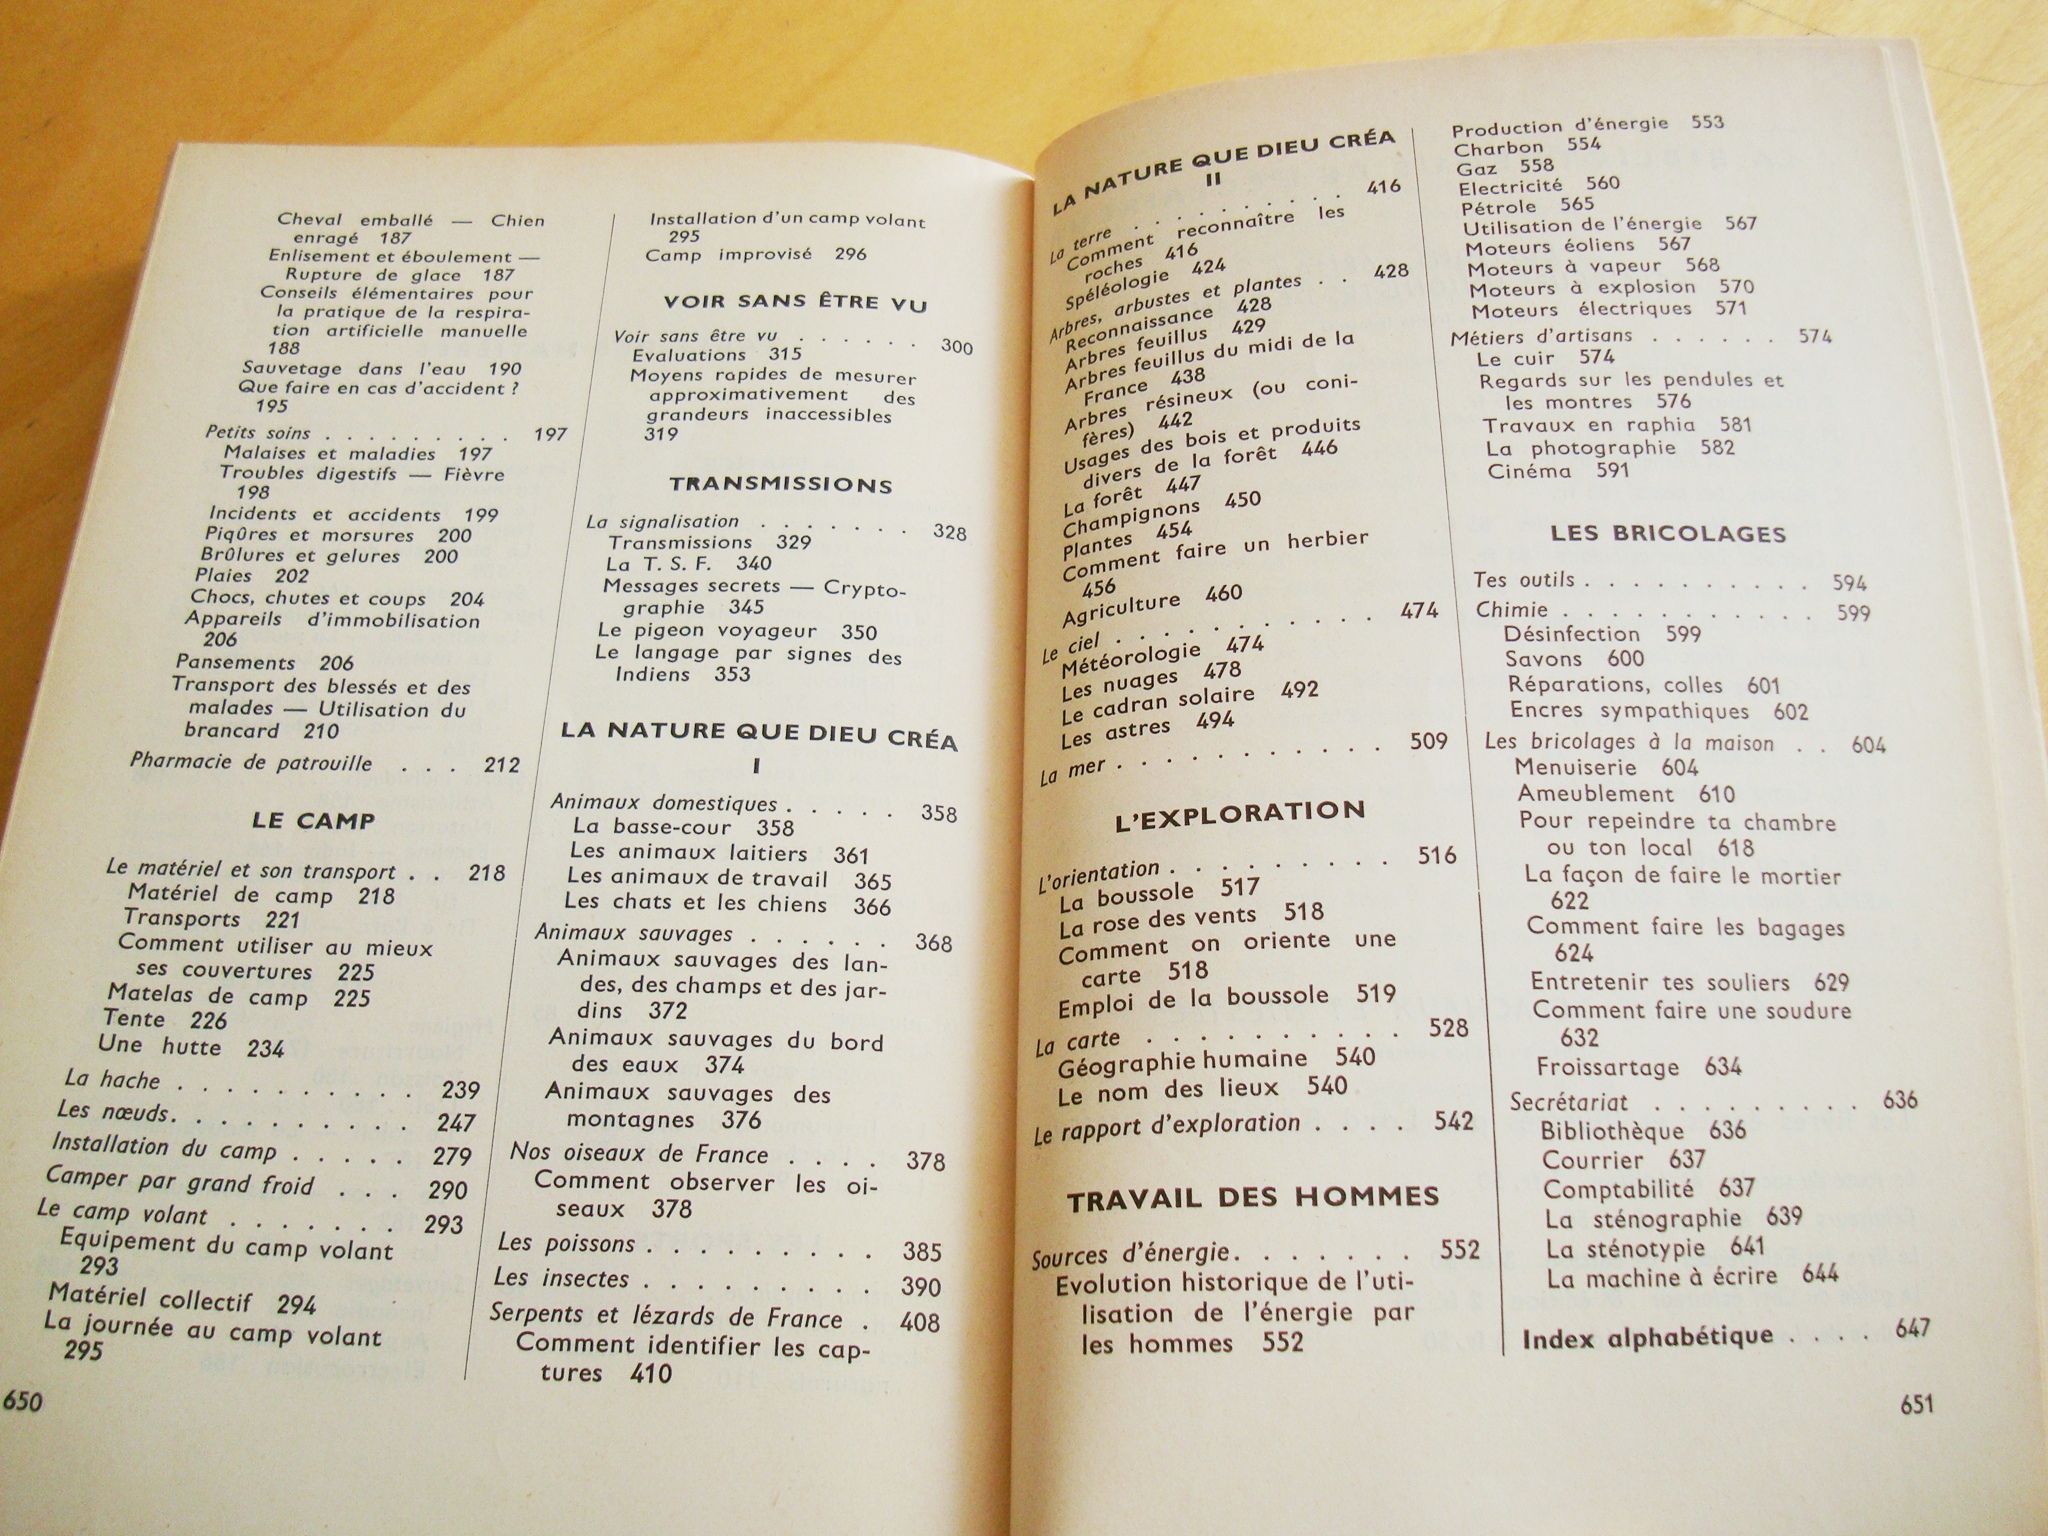 Cheval emballé — Chien
enragé 187
Enlisement et éboulement —
Rupture de glace 187
Conseils élémentaires pour
la pratique de la respira-
tion artificielle manuelle
188
Sauvetage dans l'eau 190
Que faire en cas d'accident ?
195
Petits soins . . . . . . . . . 197
Malaises et maladies 197
Troubles digestifs — Fièvre
198
Incidents et accidents 199
Piqûres et morsures 200
Brûlures et gelures 200
Plaies 202
Chocs, chutes et coups 204
Appareils d'immobilisation
206
Pansements 206
Transport des blessés et des
malades — Utilisation du
brancard 210
Pharmacie de patrouille . . . 212
LE CAMP
Le matériel et son transport . . 218
Matériel de camp 218
Transports 221
Comment utiliser au mieux
ses couvertures 225
Matelas de camp 225
Tente 226
Une hutte 234
La hache . . . . . . . . . . 239
Les nœuds. . . . . . . . . . 247
Installation du camp . . . . . 279
Camper par grand froid . . . 290
Le camp volant . . . . . . . 293
Equipement du camp volant
293
Matériel collectif 294
La journée au camp volant
295
650
Installation d'un camp volant
295
Camp improvisé 296
VOIR SANS ÊTRE VU
Voir sans être vu . . . . . . 300
Evaluations 315
Moyens rapides de mesurer
approximativement des
grandeurs inaccessibles
319
TRANSMISSIONS
La signalisation . . . . . . . 328
Transmissions 329
La T. S. F. 340
Messages secrets — Crypto-
graphie 345
Le pigeon voyageur 350
Le langage par signes des
Indiens 353
LA NATURE QUE DIEU CRÉA
I
Animaux domestiques . . . . . 358
La basse-cour 358
Les animaux laitiers 361
Les animaux de travail 365
Les chats et les chiens 366
Animaux sauvages . . . . . . 368
Animaux sauvages des lan-
des, des champs et des jar-
dins 372
Animaux sauvages du bord
des eaux 374
Animaux sauvages des
montagnes 376
Nos oiseaux de France . . . . 378
Comment observer les oi-
seaux 378
Les poissons . . . . . . . . . 385
Les insectes . . . . . . . . . 390
Serpents et lézards de France . 408
Comment identifier les cap-
tures 410
LA NATURE QUE DIEU CRÉA
II
La terre . . . . . . . . . 416
Comment reconnaître les
roches 416
Spéléologie 424
Arbres, arbustes et plantes . . 428
Reconnaissance 428
Arbres feuillus 429
Arbres feuillus du midi de la
France 438
Arbres résineux (ou coni-
fères) 442
Usages des bois et produits
divers de la forêt 446
La forêt 447
Champignons 450
Plantes 454
Comment faire un herbier
456
Agriculture 460
Le ciel . . . . . . . . . . . 474
Météorologie 474
Les nuages 478
Le cadran solaire 492
Les astres 494
La mer . . . . . . . . . . . 509
L'EXPLORATION
L'orientation . . . . . . . . . 516
La boussole 517
La rose des vents 518
Comment on oriente une
carte 518
Emploi de la boussole 519
La carte . . . . . . . . . . 528
Géographie humaine 540
Le nom des lieux 540
Le rapport d'exploration . . . . 542
TRAVAIL DES HOMMES
Sources d'énergie. . . . . . . 552
Evolution historique de l'uti-
lisation de l'énergie par
les hommes 552
Production d'énergie 553
Charbon 554
Gaz 558
Electricité 560
Pétrole 565
Utilisation de l'énergie 567
Moteurs éoliens 567
Moteurs à vapeur 568
Moteurs à explosion 570
Moteurs électriques 571
Métiers d'artisans . . . . . . 574
Le cuir 574
Regards sur les pendules et
les montres 576
Travaux en raphia 581
La photographie 582
Cinéma 591
LES BRICOLAGES
Tes outils . . . . . . . . . . 594
Chimie . . . . . . . . . . . 599
Désinfection 599
Savons 600
Réparations, colles 601
Encres sympathiques 602
Les bricolages à la maison . . 604
Menuiserie 604
Ameublement 610
Pour repeindre ta chambre
ou ton local 618
La façon de faire le mortier
622
Comment faire les bagages
624
Entretenir tes souliers 629
Comment faire une soudure
632
Froissartage 634
Secrétariat . . . . . . . . . 636
Bibliothèque 636
Courrier 637
Comptabilité 637
La sténographie 639
La sténotypie 641
La machine à écrire 644
Index alphabétique . . . . 647
651